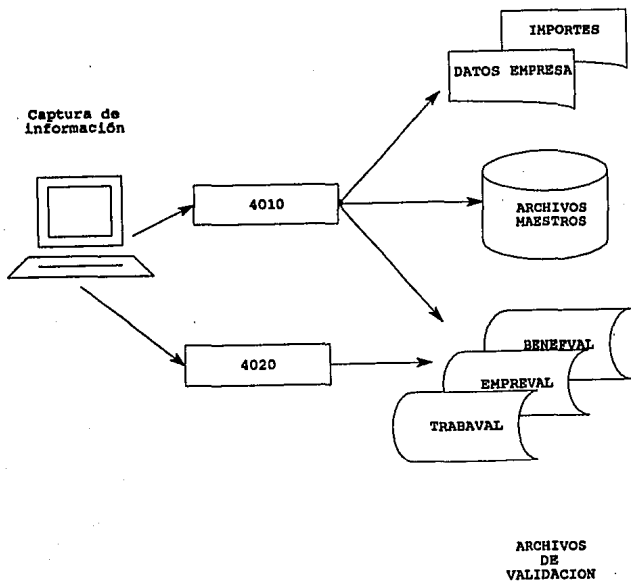 IMPORTES
DATOS EMPRESA
Captura de
información
4010
ARCHIVOS
MAESTROS
4020
BENEFVAL
EMPREVAL
TRABAVAL
ARCHIVOS
DE
VALIDACION